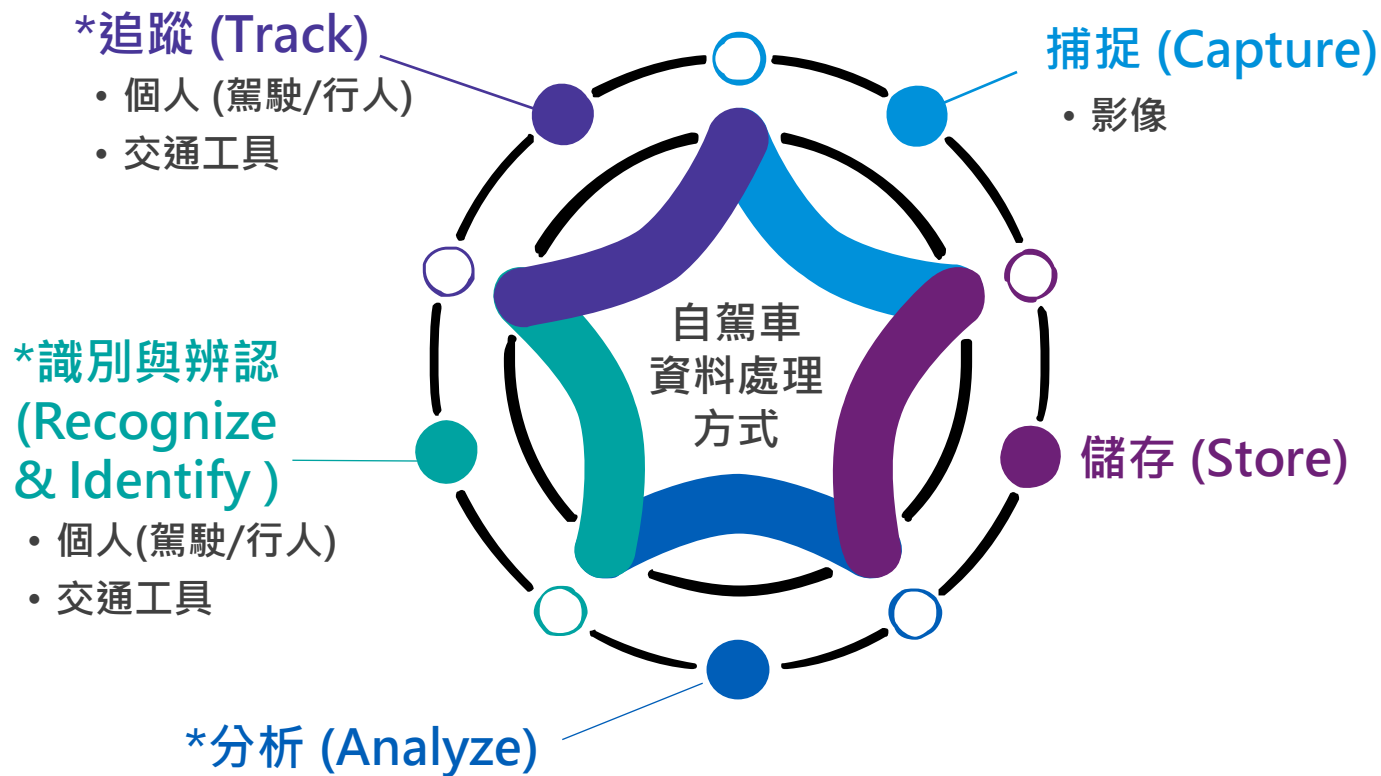 *追蹤 (Track)
• 個人 (駕駛/行人)
• 交通工具
捕捉 (Capture)
• 影像
自駕車
資料處理
方式
*識別與辨認
(Recognize
& Identify )
• 個人(駕駛/行人)
• 交通工具
儲存 (Store)
*分析 (Analyze)